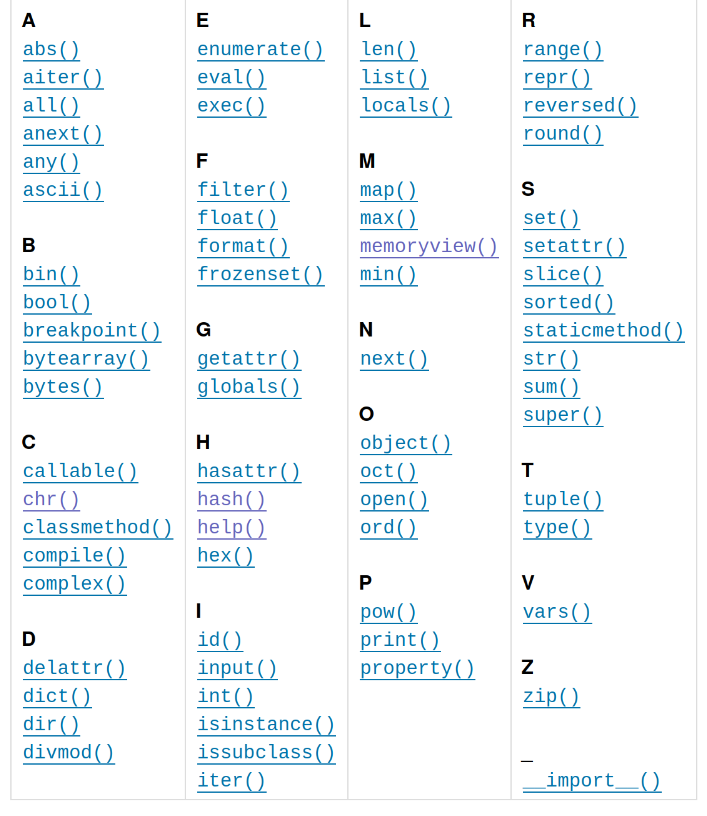 A
abs()
aiter()
all()
anext()
any()
ascii()
B
bin()
bool()
breakpoint()
bytearray()
bytes()
C
callable()
chr()
classmethod()
compile()
complex()
D
delattr()
dict()
dir()
divmod()
E
enumerate()
eval()
exec()
F
filter()
float()
format()
frozenset()
G
getattr()
globals()
H
hasattr()
hash()
help()
hex()
I
id()
input()
int()
isinstance()
issubclass()
iter()
L
len()
list()
locals()
M
map()
max()
memoryview()
min()
N
next()
O
object()
oct()
open()
ord()
P
pow()
print()
property()
R
range()
repr()
reversed()
round()
S
set()
setattr()
slice()
sorted()
staticmethod()
str()
sum()
super()
T
tuple()
type()
V
vars()
Z
zip()
_
__import__()